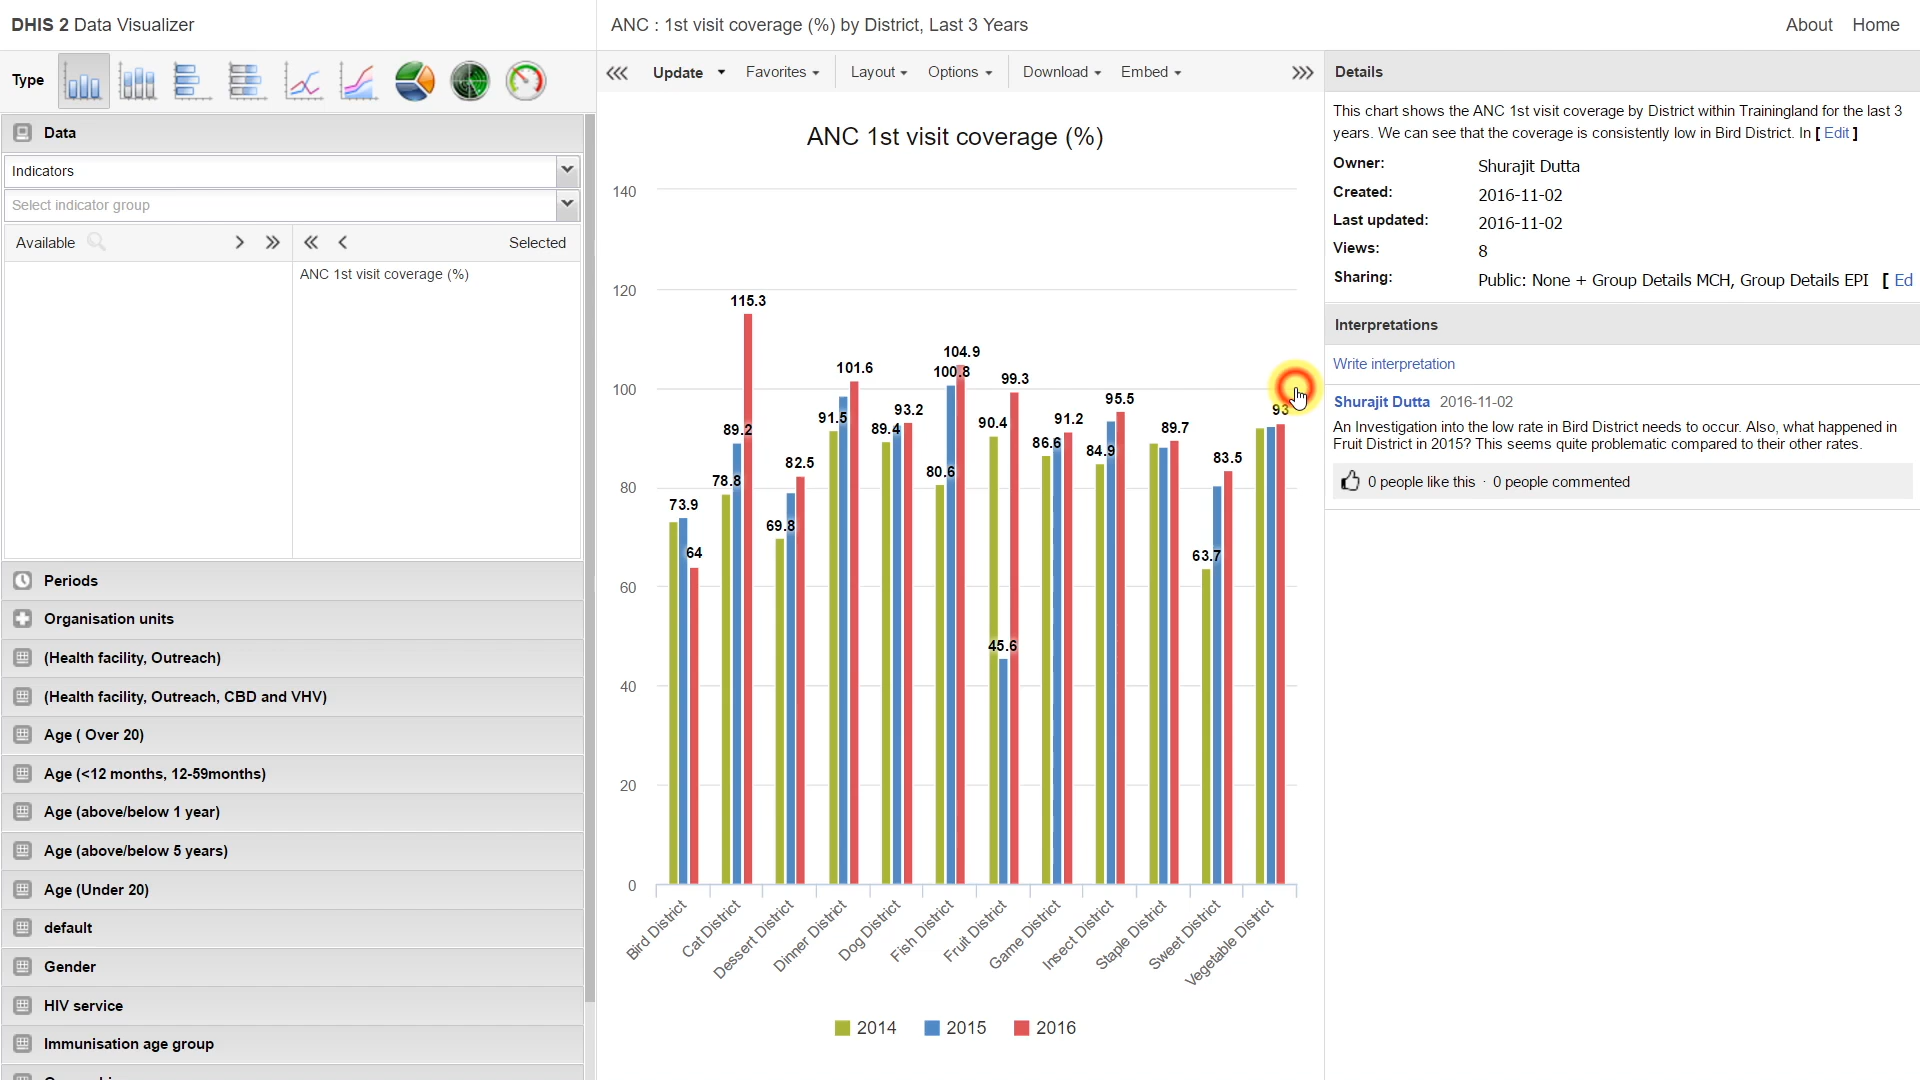 DHIS 2 Data Visualizer
ANC : 1st visit coverage (%) by District, Last 3 Years
About
Home
Type
Update
Favorites
Layout
Options
Download
Embed
Details
Data
Indicators
Select indicator group
Available
Selected
ANC 1st visit coverage (%)
Periods
Organisation units
(Health facility, Outreach)
(Health facility, Outreach, CBD and VHV)
Age ( Over 20)
Age (<12 months, 12-59months)
Age (above/below 1 year)
Age (above/below 5 years)
Age (Under 20)
default
Gender
HIV service
Immunisation age group
ANC 1st visit coverage (%)
140
120
100
80
60
40
20
0
73.9
64
78.8
89.2
115.3
69.8
82.5
91.5
101.6
89.4
93.2
80.6
100.8
104.9
90.4
45.6
99.3
86.6
91.2
84.9
95.5
89.7
63.7
83.5
93
Bird District
Cat District
Dessert District
Dinner District
Dog District
Fish District
Fruit District
Game District
Insect District
Staple District
Sweet District
Vegetable District
2014
2015
2016
This chart shows the ANC 1st visit coverage by District within Trainingland for the last 3
years. We can see that the coverage is consistently low in Bird District. In [ Edit ]
Owner: Shurajit Dutta
Created: 2016-11-02
Last updated: 2016-11-02
Views: 8
Sharing: Public: None + Group Details MCH, Group Details EPI [ Ed
Interpretations
Write interpretation
Shurajit Dutta 2016-11-02
An Investigation into the low rate in Bird District needs to occur. Also, what happened in
Fruit District in 2015? This seems quite problematic compared to their other rates.
0 people like this · 0 people commented